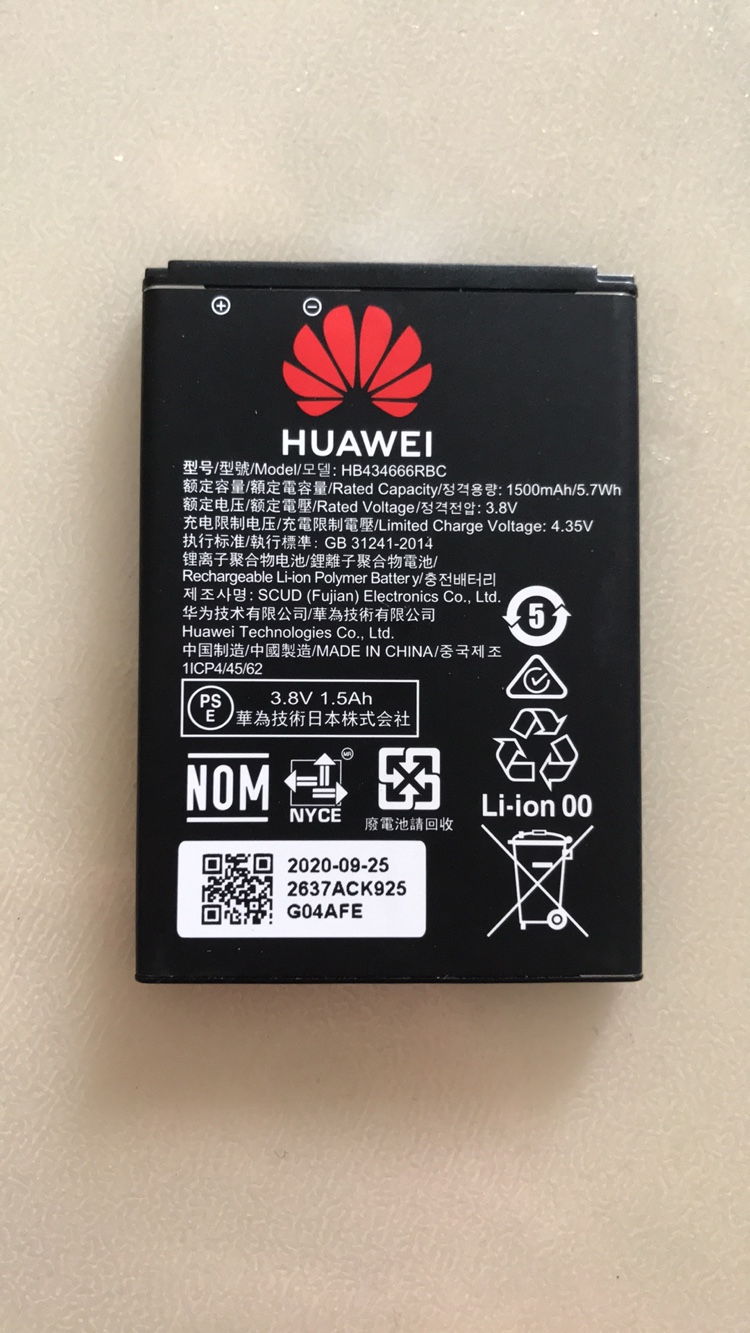 HUAWEI
型号/型號/Model/모델: HB434666RBC
额定容量/額定電容量/Rated Capacity/정격용량: 1500mAh/5.7Wh
额定电压/額定電壓/Rated Voltage/정격전압: 3.8V
充电限制电压/充電限制電壓/Limited Charge Voltage: 4.35V
执行标准/執行標準: GB 31241-2014
锂离子聚合物电池/鋰離子聚合物電池/
Rechargeable Li-ion Polymer Battery/충전배터리
제조사명: SCUD (Fujian) Electronics Co., Ltd.
华为技术有限公司/華為技術有限公司
Huawei Technologies Co., Ltd.
中国制造/中國製造/MADE IN CHINA/중국제조
1ICP4/45/62
5
PS
E
3.8V 1.5Ah
華為技術日本株式会社
NOM
NYCE
MR
廢電池請回收
Li-ion 00
2020-09-25
2637ACK925
G04AFE